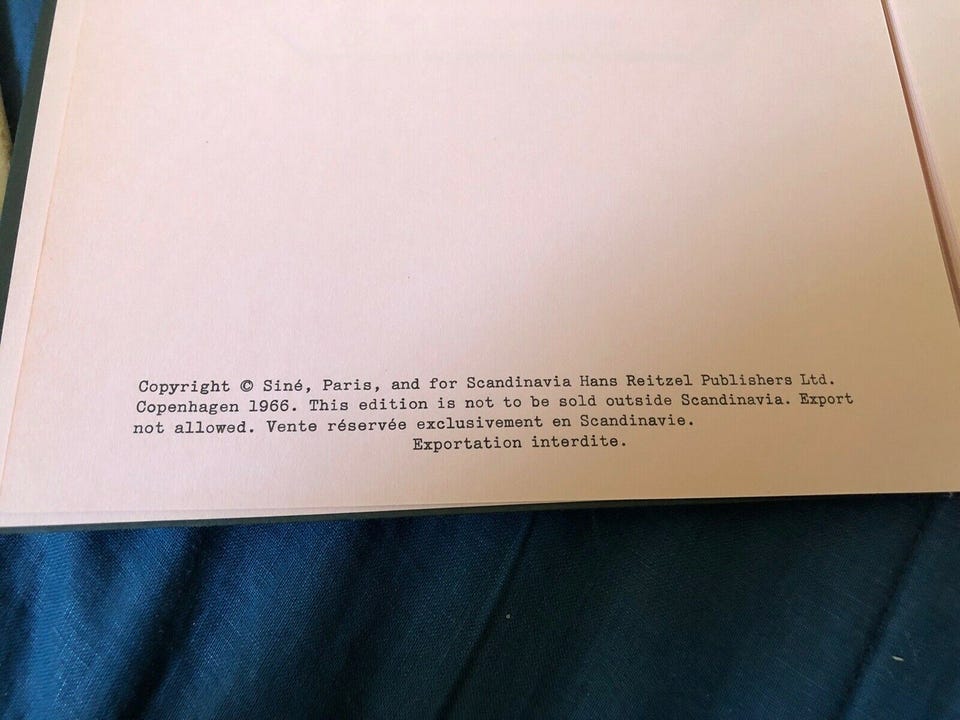 Copyright © Siné, Paris, and for Scandinavia Hans Reitzel Publishers Ltd.
Copenhagen 1966. This edition is not to be sold outside Scandinavia. Export
not allowed. Vente réservée exclusivement en Scandinavie.
Exportation interdite.